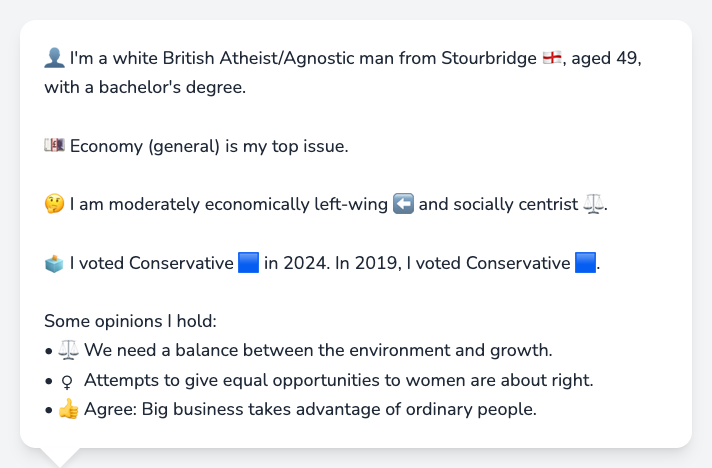 👤 I'm a white British Atheist/Agnostic man from Stourbridge 🏴󠁧󠁢󠁥󠁮󠁧󠁿, aged 49,
with a bachelor's degree.
💷 Economy (general) is my top issue.
🤔 I am moderately economically left-wing ⬅️ and socially centrist ⚖️.
🗳️ I voted Conservative 🟦 in 2024. In 2019, I voted Conservative 🟦.
Some opinions I hold:
• ⚖️ We need a balance between the environment and growth.
• ♀ Attempts to give equal opportunities to women are about right.
• 👍 Agree: Big business takes advantage of ordinary people.